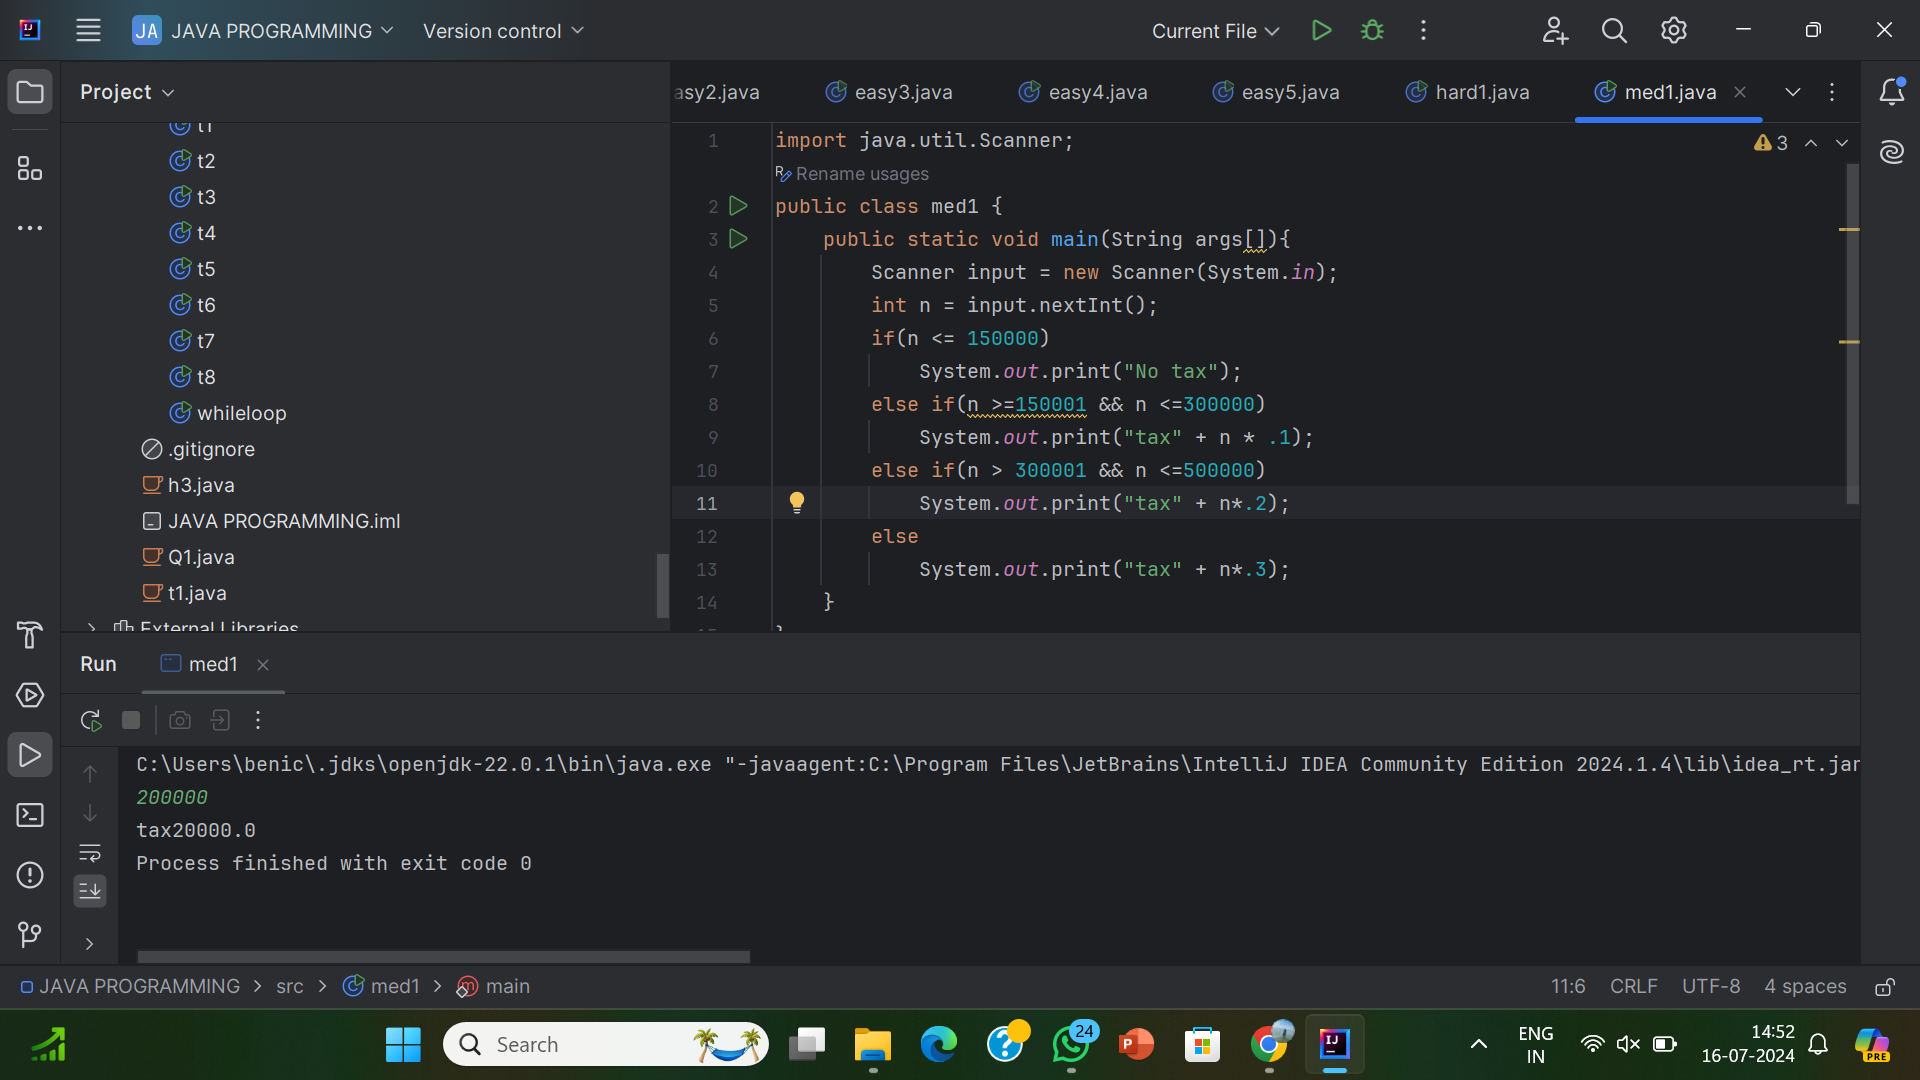 JA JAVA PROGRAMMING Version control Current File
Project
asy2.java easy3.java easy4.java easy5.java hard1.java med1.java
t1
t2
t3
t4
t5
t6
t7
t8
whileloop
.gitignore
h3.java
JAVA PROGRAMMING.iml
Q1.java
t1.java
External Libraries
3
1 import java.util.Scanner;
Rename usages
2 public class med1 {
3 public static void main(String args[]){
4 Scanner input = new Scanner(System.in);
5 int n = input.nextInt();
6 if(n <= 150000)
7 System.out.print("No tax");
8 else if(n >=150001 && n <=300000)
9 System.out.print("tax" + n * .1);
10 else if(n > 300001 && n <=500000)
11 System.out.print("tax" + n*.2);
12 else
13 System.out.print("tax" + n*.3);
14 }
Run med1
C:\Users\benic\.jdks\openjdk-22.0.1\bin\java.exe "-javaagent:C:\Program Files\JetBrains\IntelliJ IDEA Community Edition 2024.1.4\lib\idea_rt.jar
200000
tax20000.0
Process finished with exit code 0
JAVA PROGRAMMING > src > med1 > main 11:6 CRLF UTF-8 4 spaces
Search 24 ENG 14:52
IN 16-07-2024 PRE